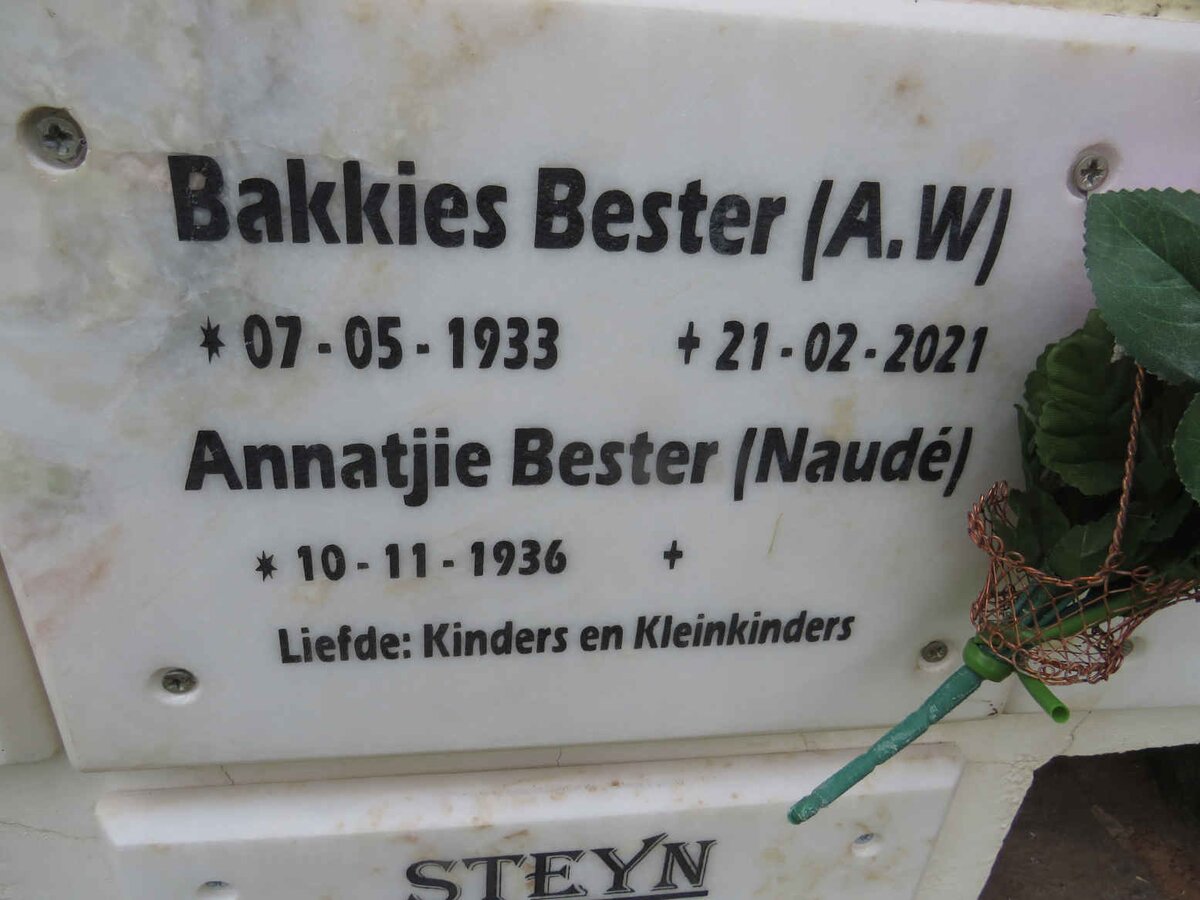 Bakkies Bester (A.W)
* 07 - 05 - 1933 + 21 - 02 - 2021
Annatjie Bester (Naudé)
* 10 - 11 - 1936 +
Liefde: Kinders en Kleinkinders
STEYN